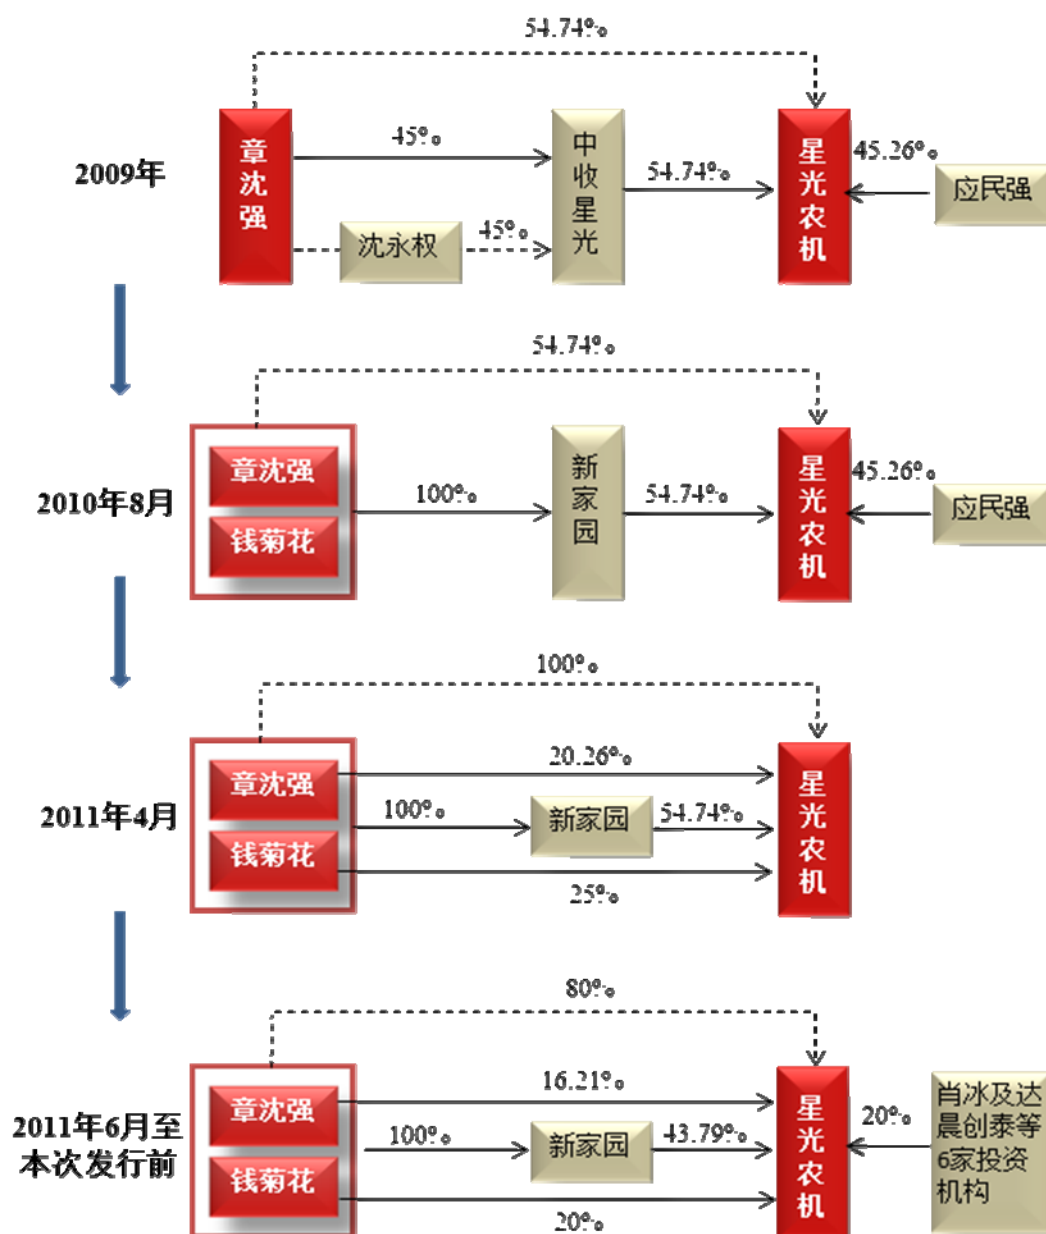 54.74%
2009年
章沈强
45%
沈永权
45%
中收星光
54.74%
星光农机
45.26%
应民强
54.74%
2010年8月
章沈强
钱菊花
100%
新家园
54.74%
星光农机
45.26%
应民强
100%
2011年4月
章沈强
钱菊花
20.26%
100%
新家园
54.74%
25%
星光农机
80%
2011年6月至
本次发行前
章沈强
钱菊花
16.21%
100%
新家园
43.79%
20%
星光农机
20%
肖冰及达
晨创泰等
6家投资
机构